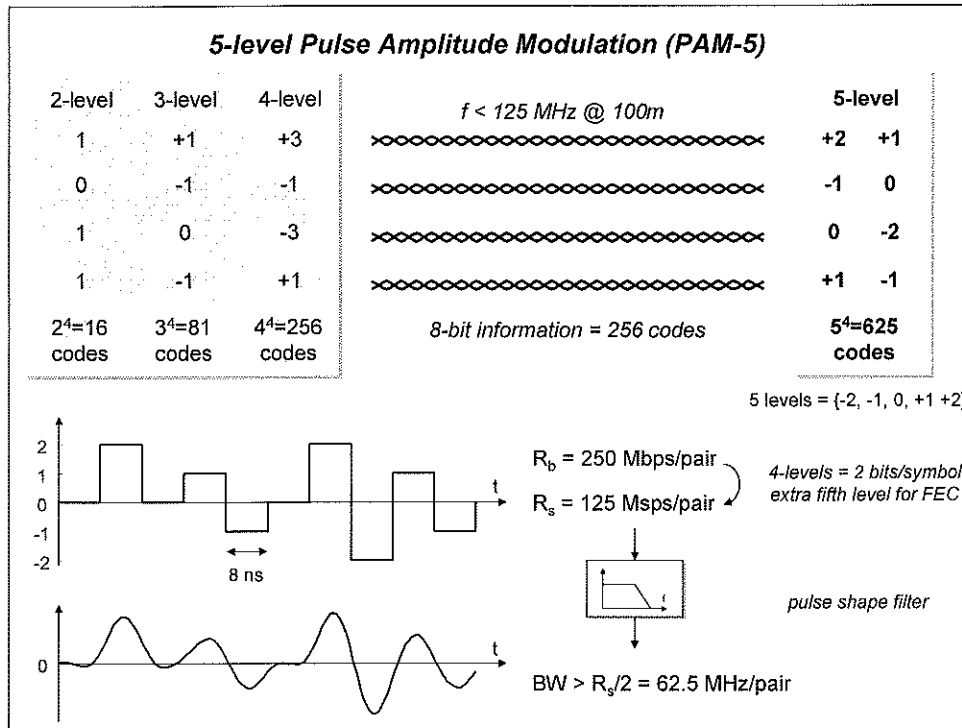 5-level Pulse Amplitude Modulation (PAM-5)
2-level 3-level 4-level
f < 125 MHz @ 100m
5-level
1 +1 +3
+2 +1
0 -1 -1
-1 0
1 0 -3
0 -2
1 -1 +1
+1 -1
2⁴=16 3⁴=81 4⁴=256
codes codes codes
8-bit information = 256 codes
5⁴=625
codes
5 levels = {-2, -1, 0, +1 +2}
2
1
0
-1
-2
t
8 ns
R_b = 250 Mbps/pair
R_s = 125 Msps/pair
4-levels = 2 bits/symbol
extra fifth level for FEC
f
pulse shape filter
0
t
BW > R_s/2 = 62.5 MHz/pair